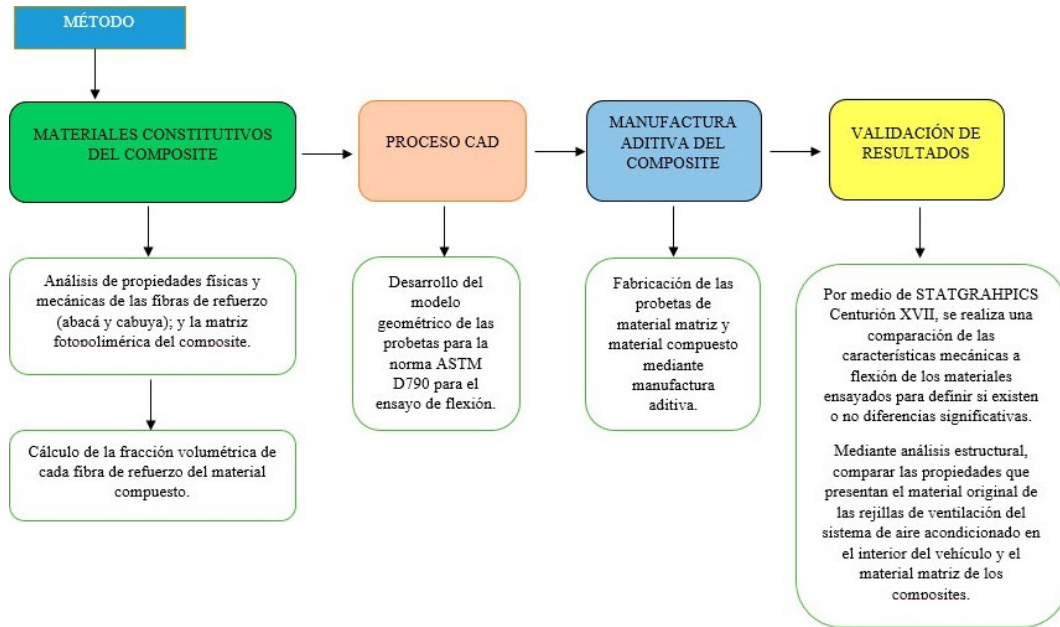 MÉTODO
MATERIALES CONSTITUTIVOS
DEL COMPOSITE
PROCESO CAD
MANUFACTURA
ADITIVA DEL
COMPOSITE
VALIDACIÓN DE
RESULTADOS
Análisis de propiedades físicas y
mecánicas de las fibras de refuerzo
(abacá y cabuya); y la matriz
fotopolimérica del composite.
Cálculo de la fracción volumétrica de
cada fibra de refuerzo del material
compuesto.
Desarrollo del
modelo
geométrico de las
probetas para la
norma ASTM
D790 para el
ensayo de flexión.
Fabricación de las
probetas de
material matriz y
material compuesto
mediante
manufactura
aditiva.
Por medio de STATGRAHPICS
Centurión XVII, se realiza una
comparación de las
características mecánicas a
flexión de los materiales
ensayados para definir si existen
o no diferencias significativas.
Mediante análisis estructural,
comparar las propiedades que
presentan el material original de
las rejillas de ventilación del
sistema de aire acondicionado en
el interior del vehículo y el
material matriz de los
composites.